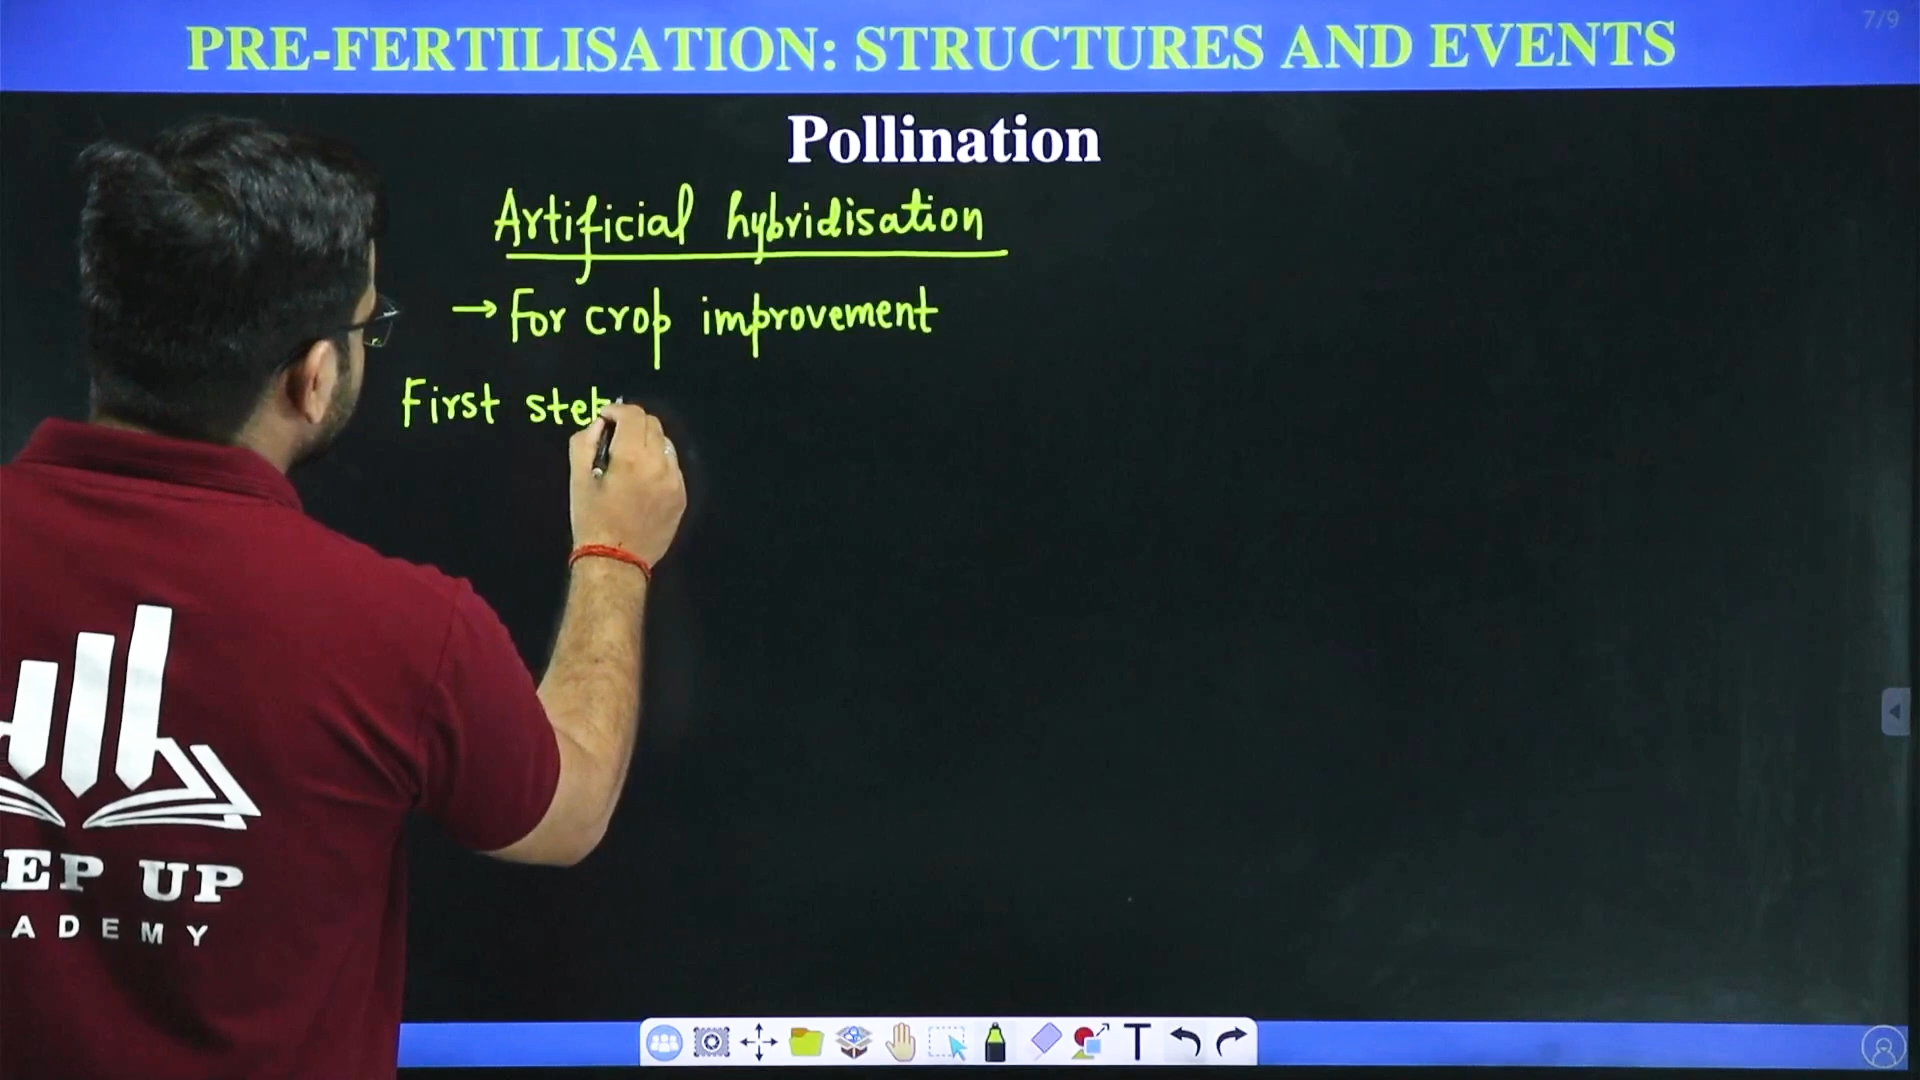 PRE-FERTILISATION: STRUCTURES AND EVENTS
7/9
Pollination
Artificial hybridisation
→ For crop improvement
First step
EP UP
ADEMY
T